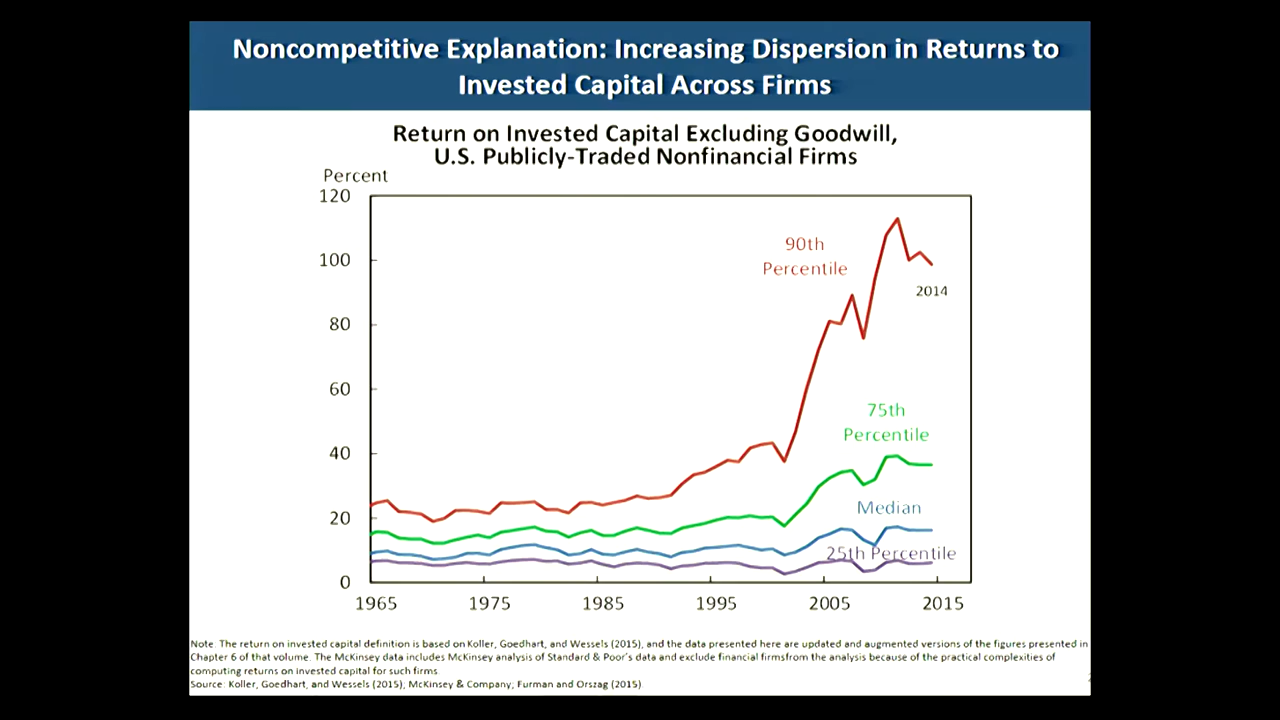 Noncompetitive Explanation: Increasing Dispersion in Returns to
Invested Capital Across Firms
Return on Invested Capital Excluding Goodwill,
U.S. Publicly-Traded Nonfinancial Firms
Percent
120
100
80
60
40
20
0
90th
Percentile
2014
75th
Percentile
Median
25th Percentile
1965 1975 1985 1995 2005 2015
Note. The return on invested capital definition is based on Koller, Goedhart, and Wessels (2015), and the data presented here are updated and augmented versions of the figures presented in
Chapter 6 of that volume. The McKinsey data includes McKinsey analysis of Standard & Poor's data and exclude financial firmsfrom the analysis because of the practical complexities of
computing returns on invested capital for such firms
Source: Koller, Goedhart, and Wessels (2015), McKinsey & Company; Furman and Orszag (2015)